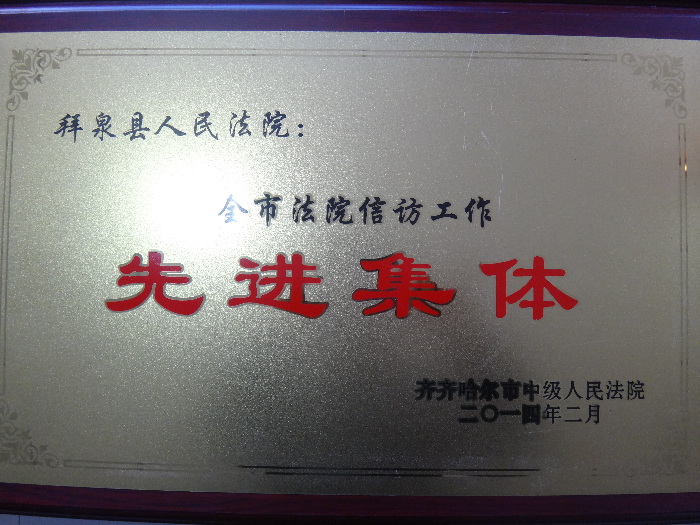 拜泉县人民法院：
全市法院信访工作
先进集体
齐齐哈尔市中级人民法院
二〇一四年二月